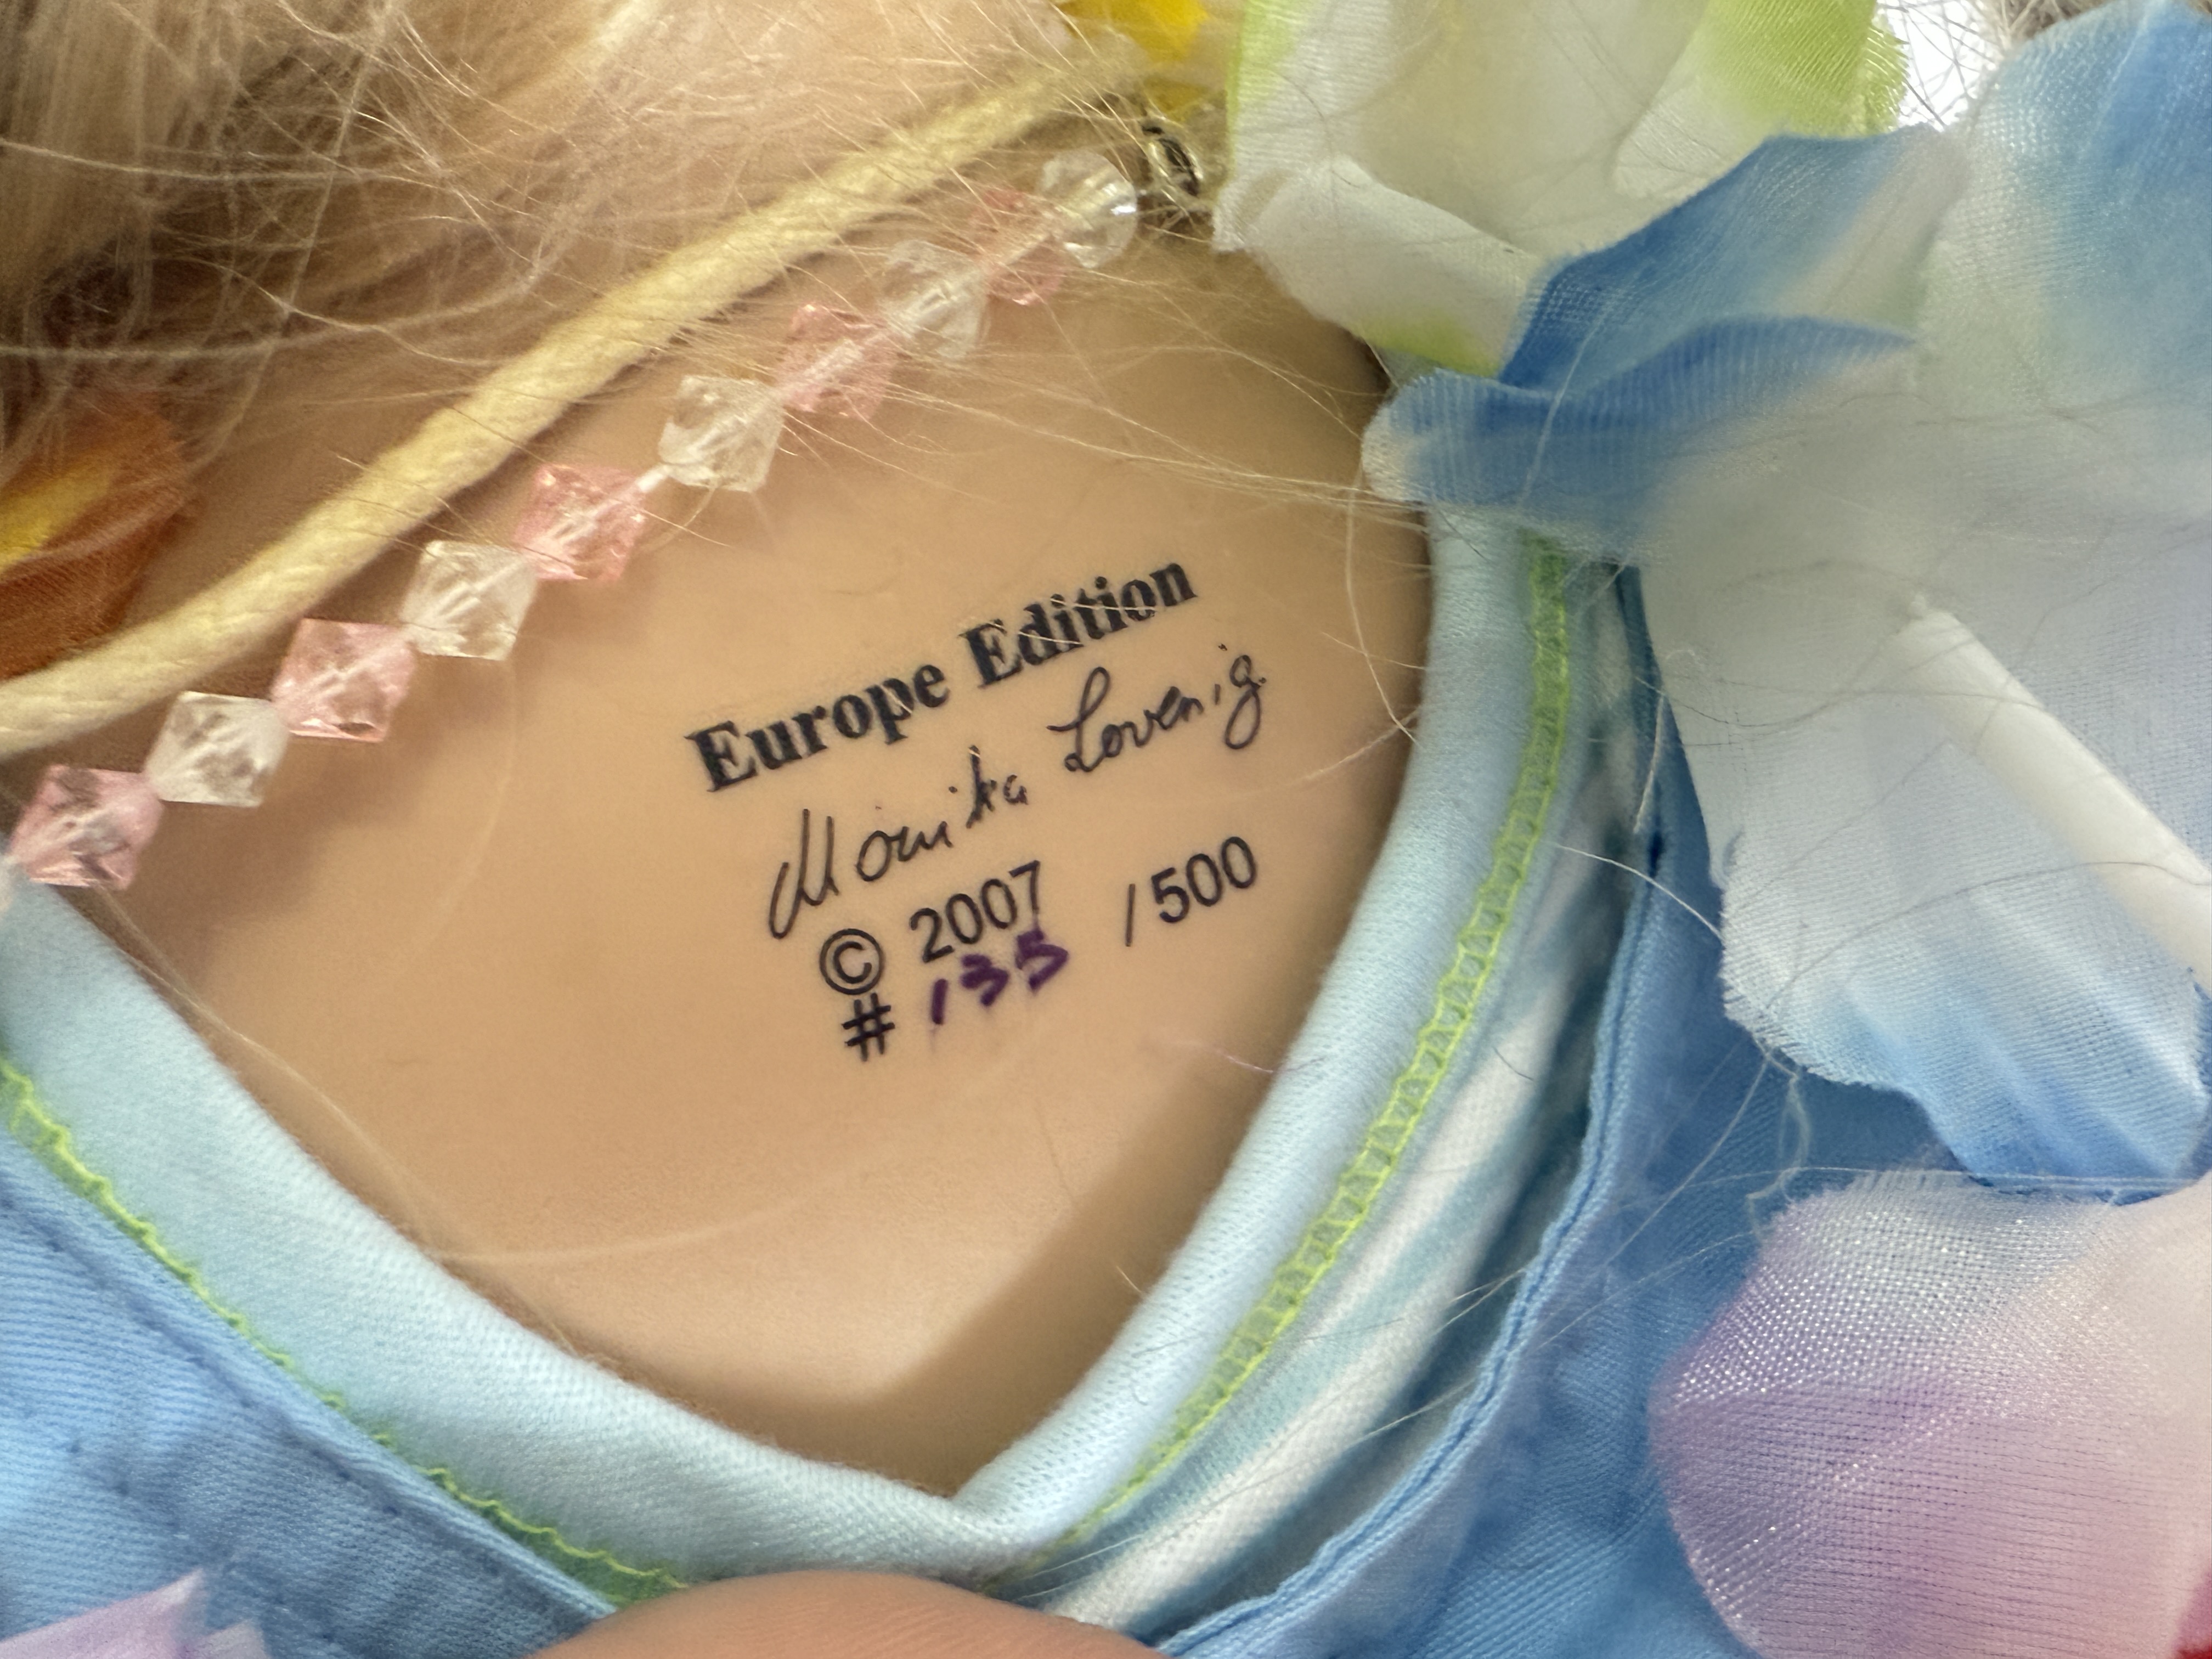 Europe Edition
Monika Levenig
© 2007
# 135 /500